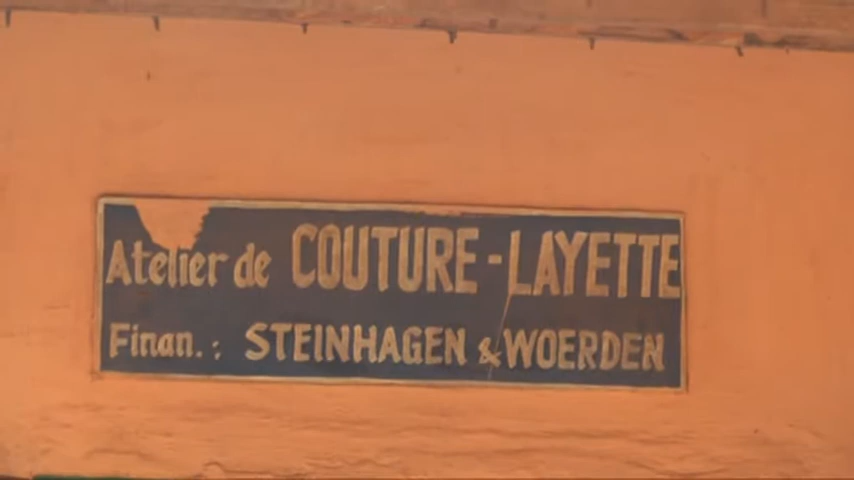 Atelier de COUTURE - LAYETTE
Finan. : STEINHAGEN & WOERDEN